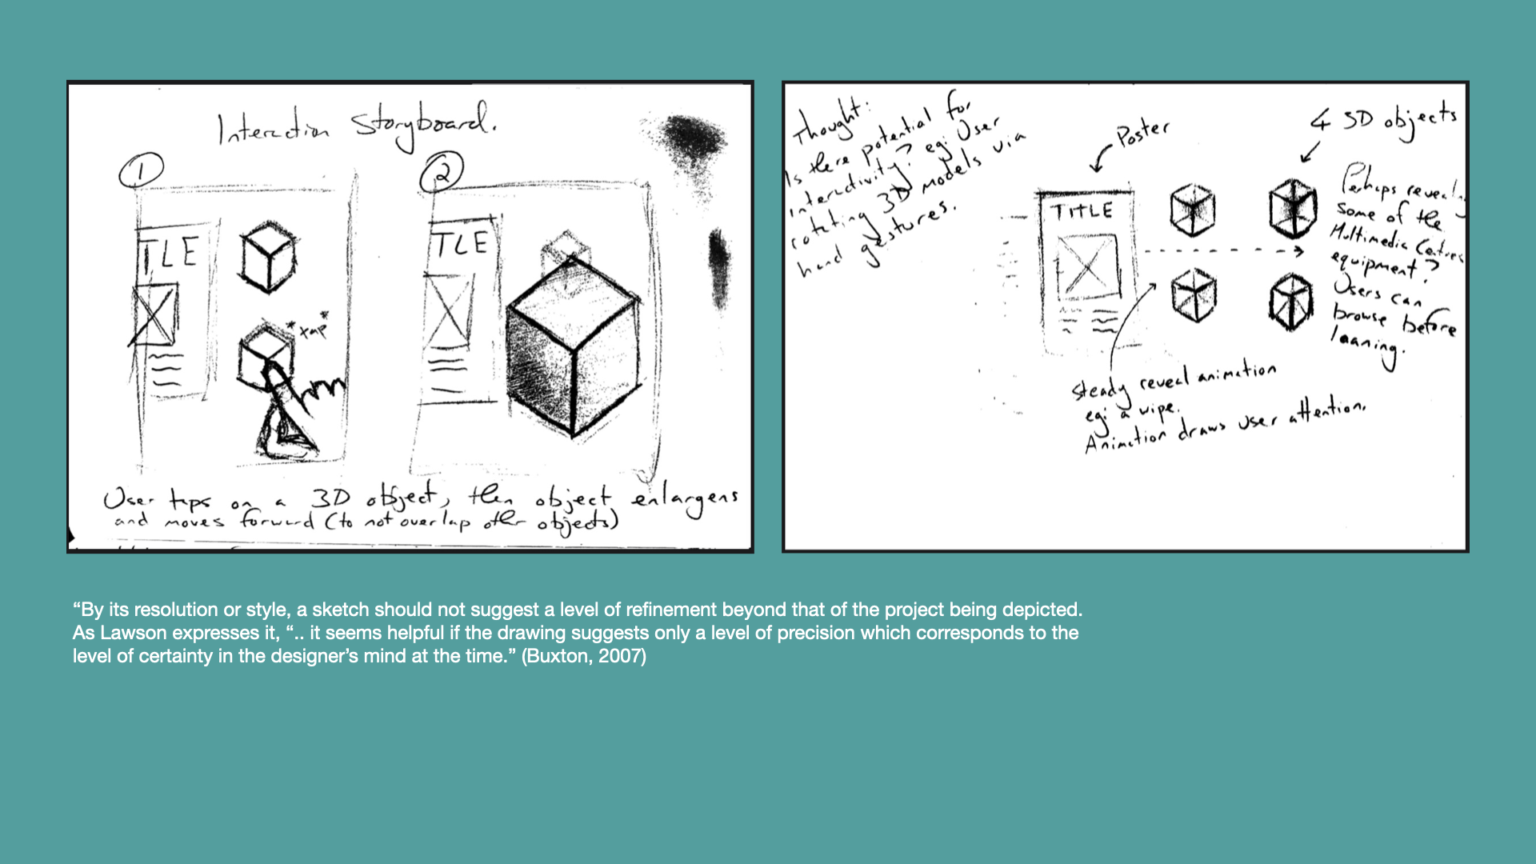 Interaction Storyboard.
1
2
TLE
TLE
*xap*
User taps on a 3D object, then object enlargens
and moves forward (to not overlap other objects)
Thought:
Is there potential for
interactivity? eg: User
rotating 3D models via
hand gestures.
Poster
4 3D objects
TITLE
Perhaps reveal
some of the
Multimedia Centres
equipment?
Users can
browse before
loaning.
Steady reveal animation
eg: a wipe.
Animation draws user attention.
“By its resolution or style, a sketch should not suggest a level of refinement beyond that of the project being depicted.
As Lawson expresses it, “.. it seems helpful if the drawing suggests only a level of precision which corresponds to the
level of certainty in the designer’s mind at the time.” (Buxton, 2007)